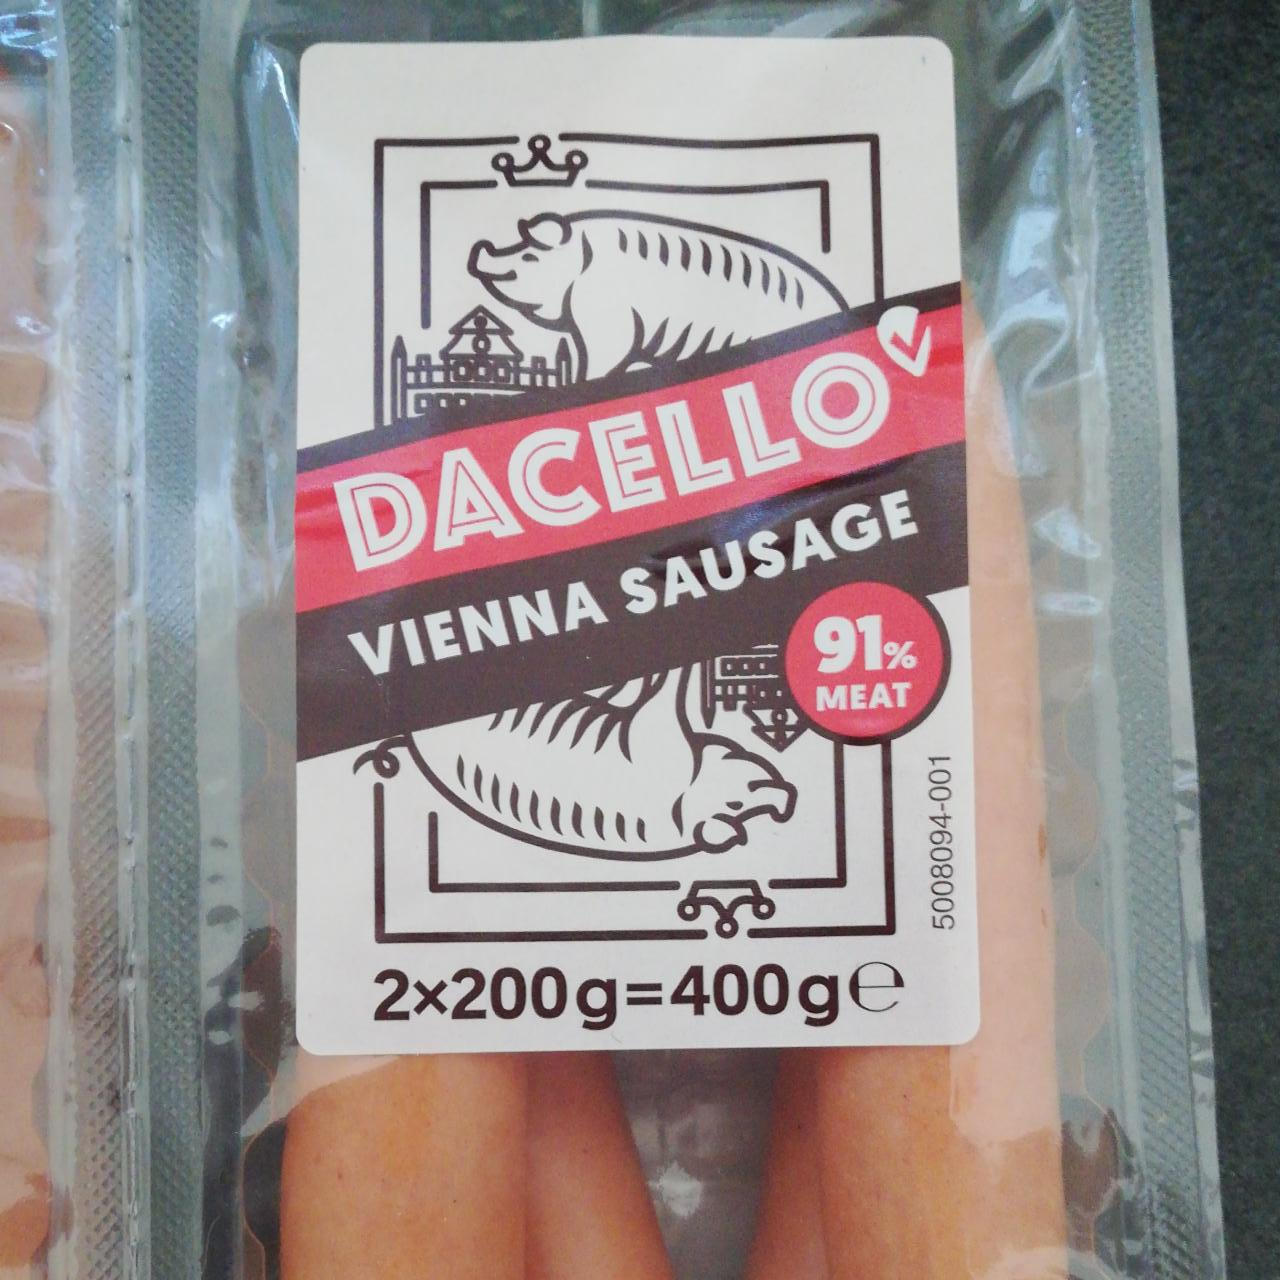 DACELLO
VIENNA SAUSAGE
91%
MEAT
5008094-001
2×200g=400g℮